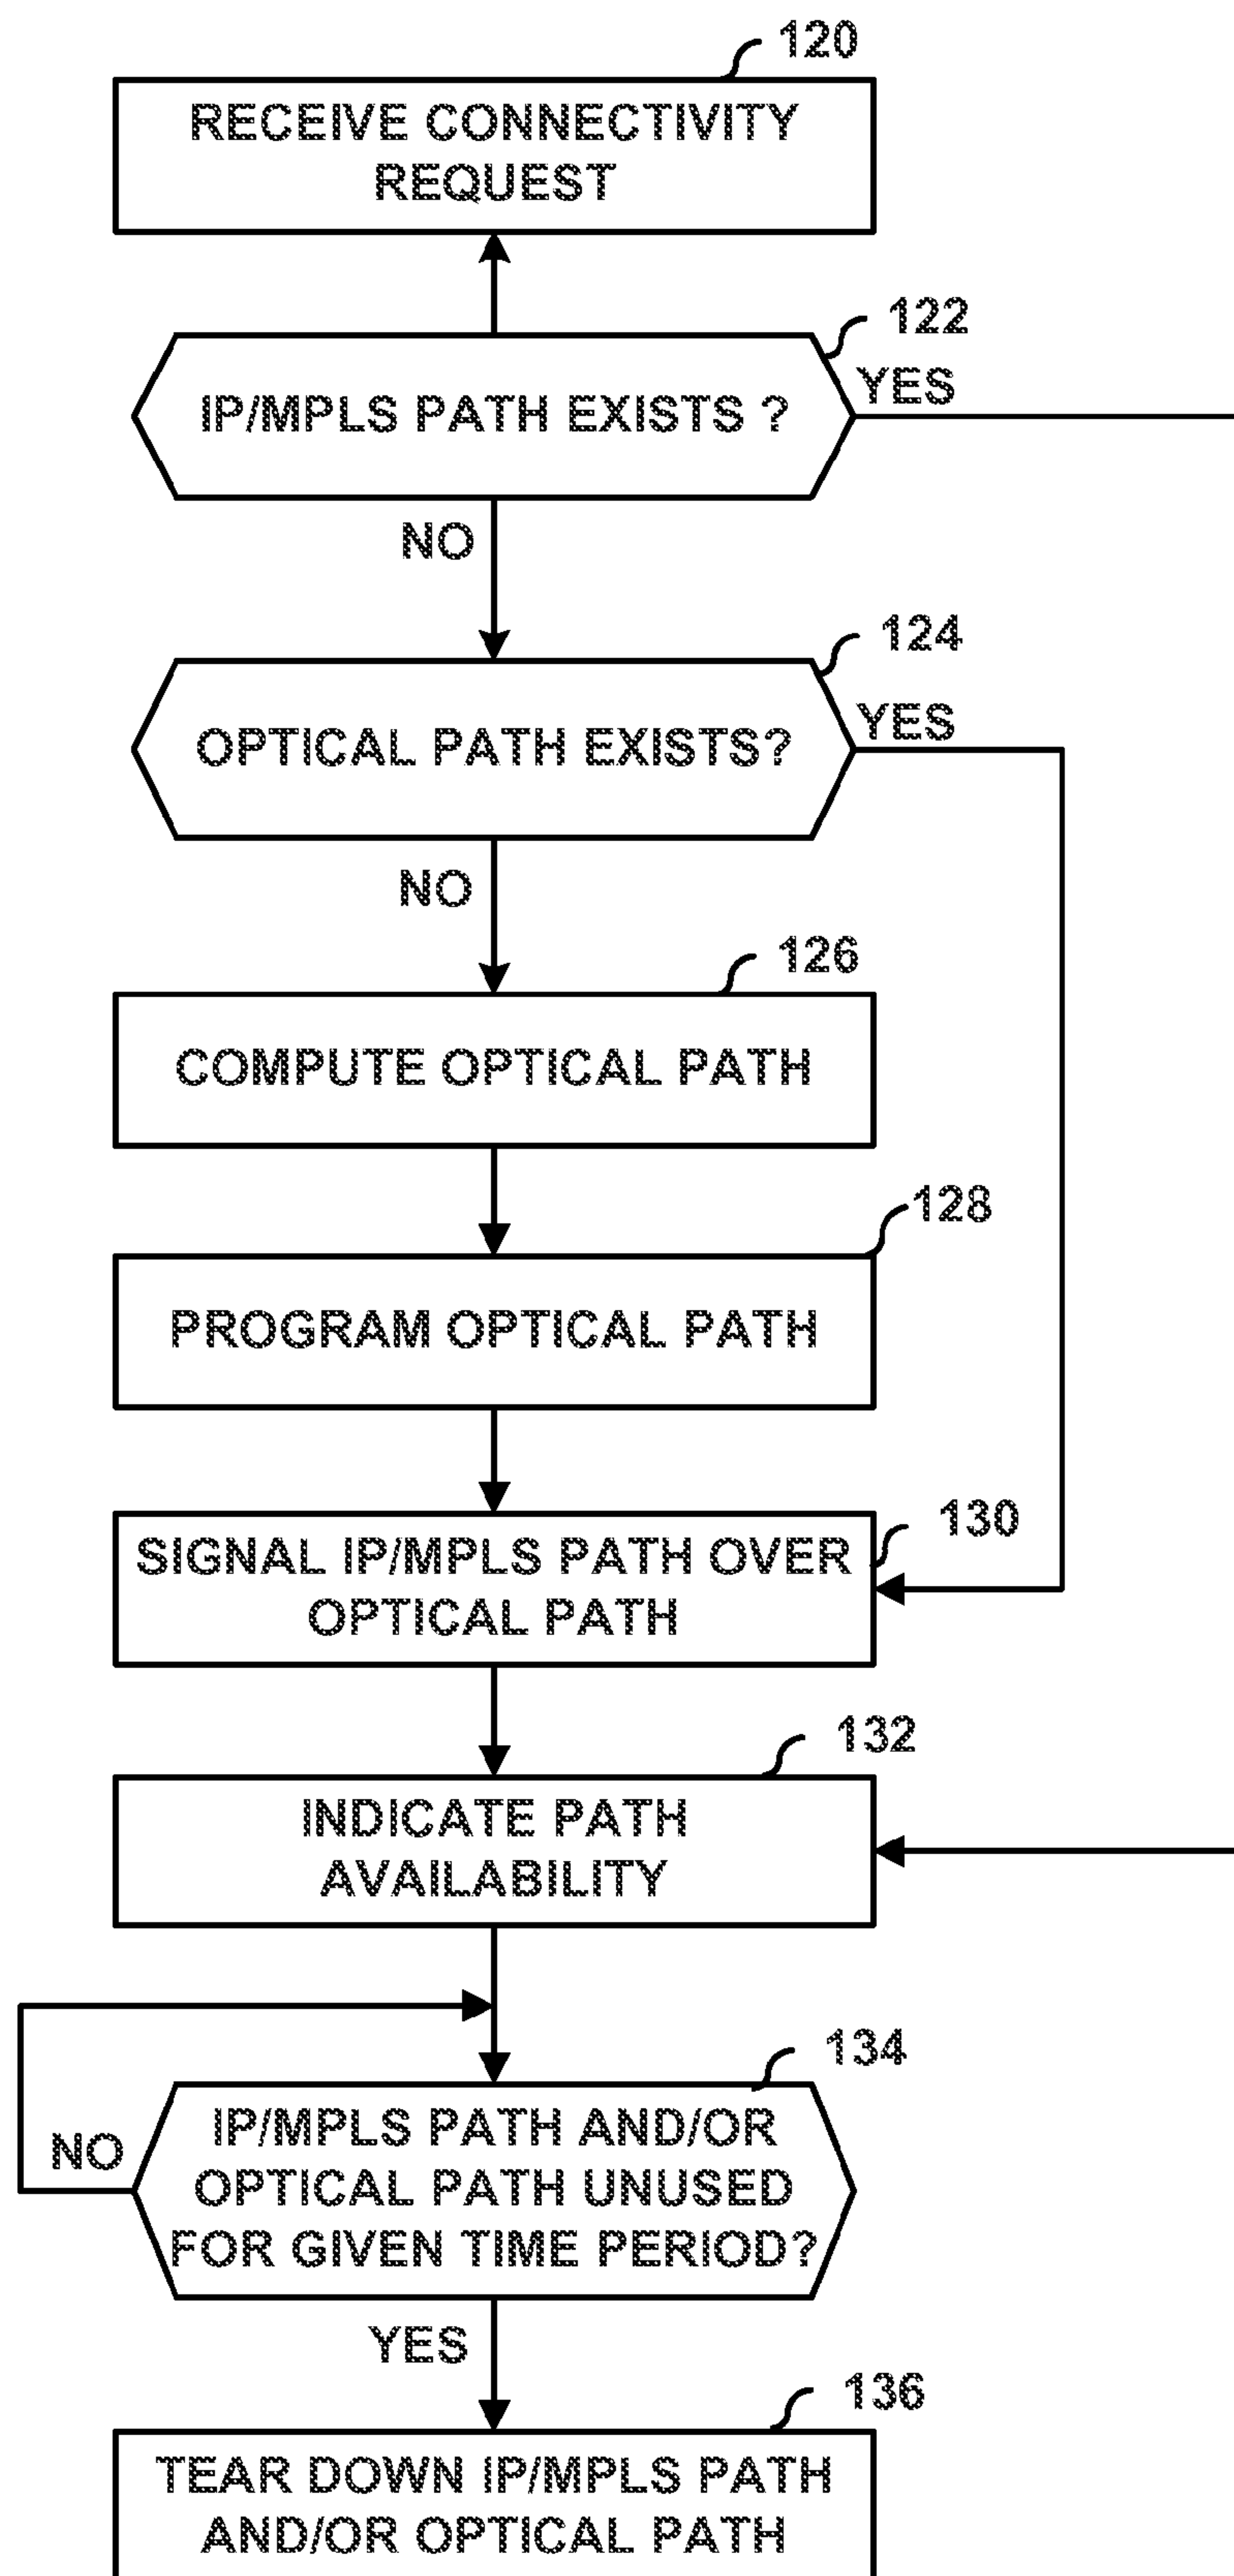 120
RECEIVE CONNECTIVITY
REQUEST
122
IP/MPLS PATH EXISTS ?
YES
NO
124
OPTICAL PATH EXISTS?
YES
NO
126
COMPUTE OPTICAL PATH
128
PROGRAM OPTICAL PATH
130
SIGNAL IP/MPLS PATH OVER
OPTICAL PATH
132
INDICATE PATH
AVAILABILITY
134
IP/MPLS PATH AND/OR
OPTICAL PATH UNUSED
FOR GIVEN TIME PERIOD?
NO
YES
136
TEAR DOWN IP/MPLS PATH
AND/OR OPTICAL PATH